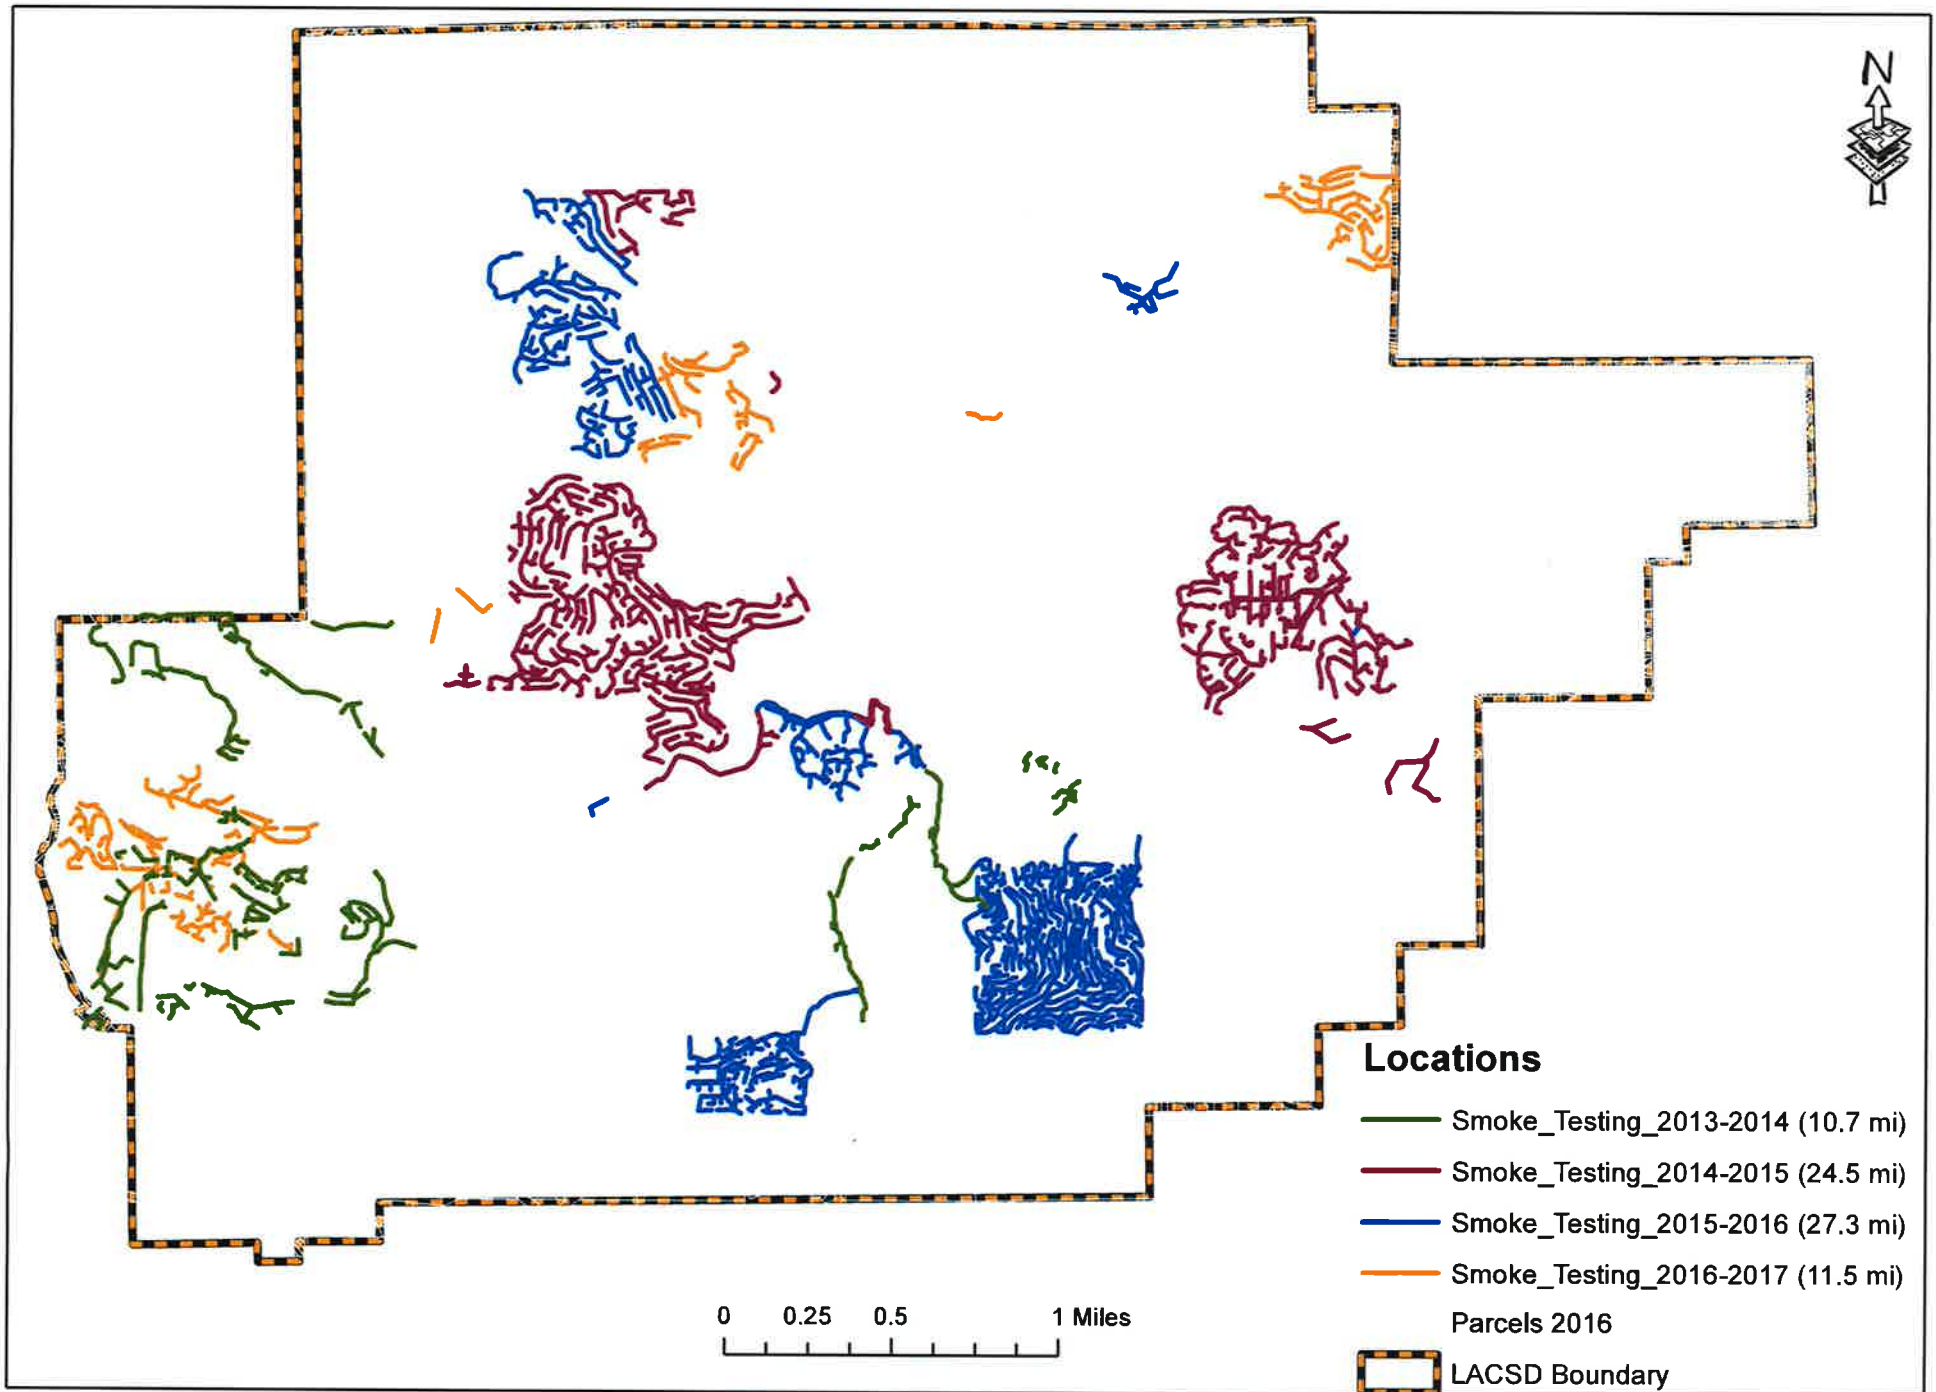 N
Locations
Smoke_Testing_2013-2014 (10.7 mi)
Smoke_Testing_2014-2015 (24.5 mi)
Smoke_Testing_2015-2016 (27.3 mi)
Smoke_Testing_2016-2017 (11.5 mi)
Parcels 2016
LACSD Boundary
0 0.25 0.5 1 Miles